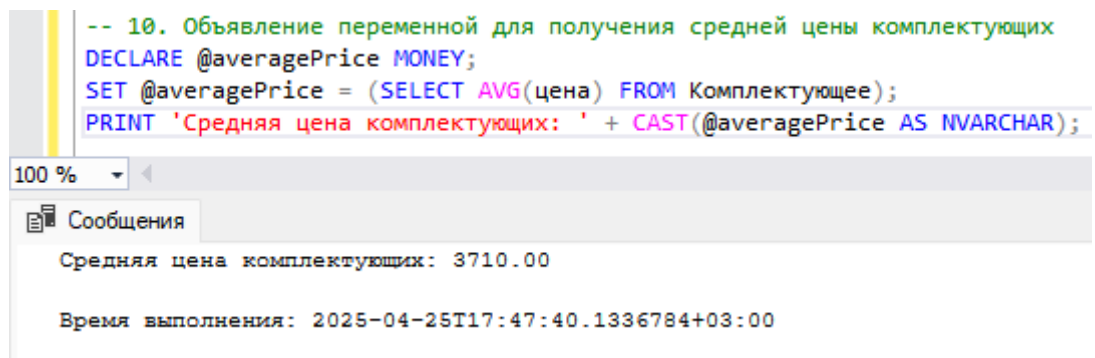 -- 10. Объявление переменной для получения средней цены комплектующих
DECLARE @averagePrice MONEY;
SET @averagePrice = (SELECT AVG(цена) FROM Комплектующее);
PRINT 'Средняя цена комплектующих: ' + CAST(@averagePrice AS NVARCHAR);
100 %
Сообщения
Средняя цена комплектующих: 3710.00
Время выполнения: 2025-04-25T17:47:40.1336784+03:00